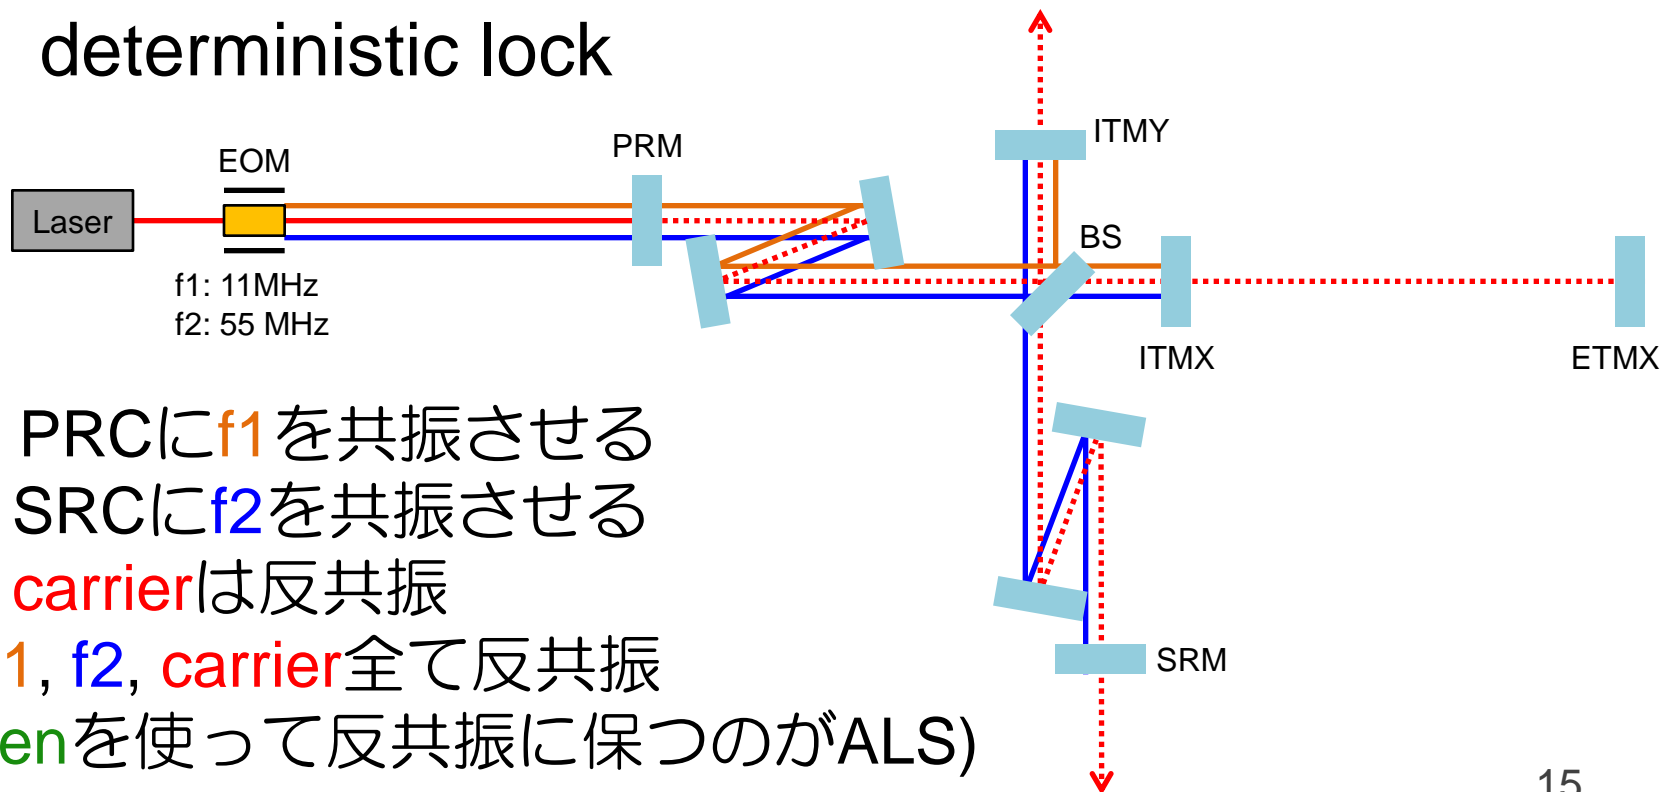 deterministic lock
ITMY
PRM
EOM
Laser
BS
f1: 11MHz
f2: 55 MHz
ITMX
ETMX
PRCにf1を共振させる
SRCにf2を共振させる
carrierは反共振
1, f2, carrier全て反共振
SRM
enを使って反共振に保つのがALS)
15